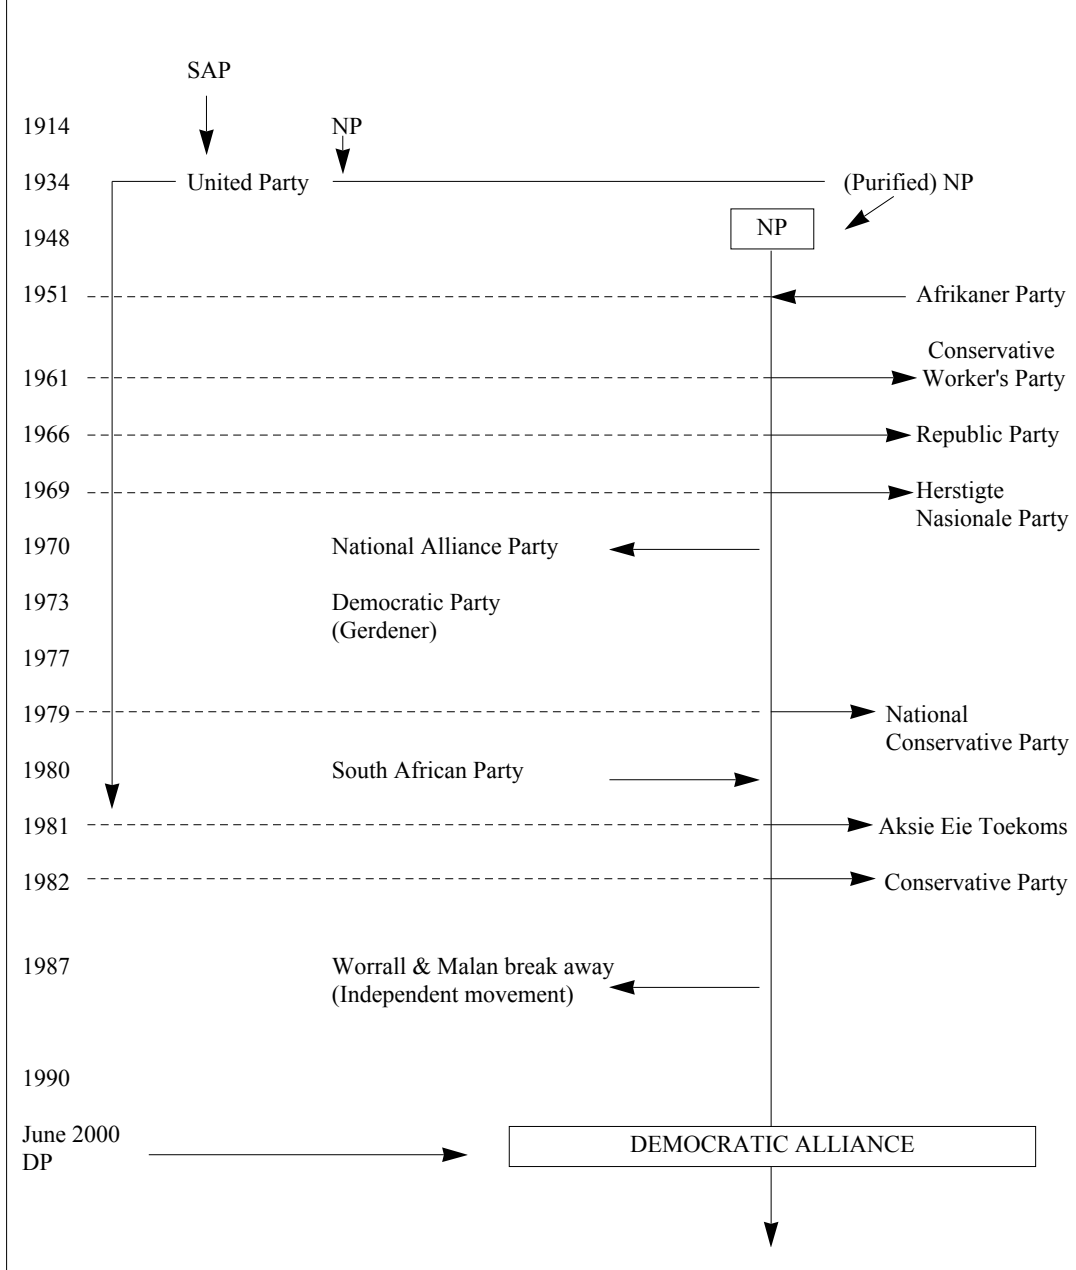 SAP
1914 NP
1934 United Party (Purified) NP
1948 NP
1951 Afrikaner Party
Conservative
1961 Worker's Party
1966 Republic Party
1969 Herstigte
Nasionale Party
1970 National Alliance Party
1973 Democratic Party
(Gerdener)
1977
1979 National
Conservative Party
1980 South African Party
1981 Aksie Eie Toekoms
1982 Conservative Party
1987 Worrall & Malan break away
(Independent movement)
1990
June 2000 DEMOCRATIC ALLIANCE
DP